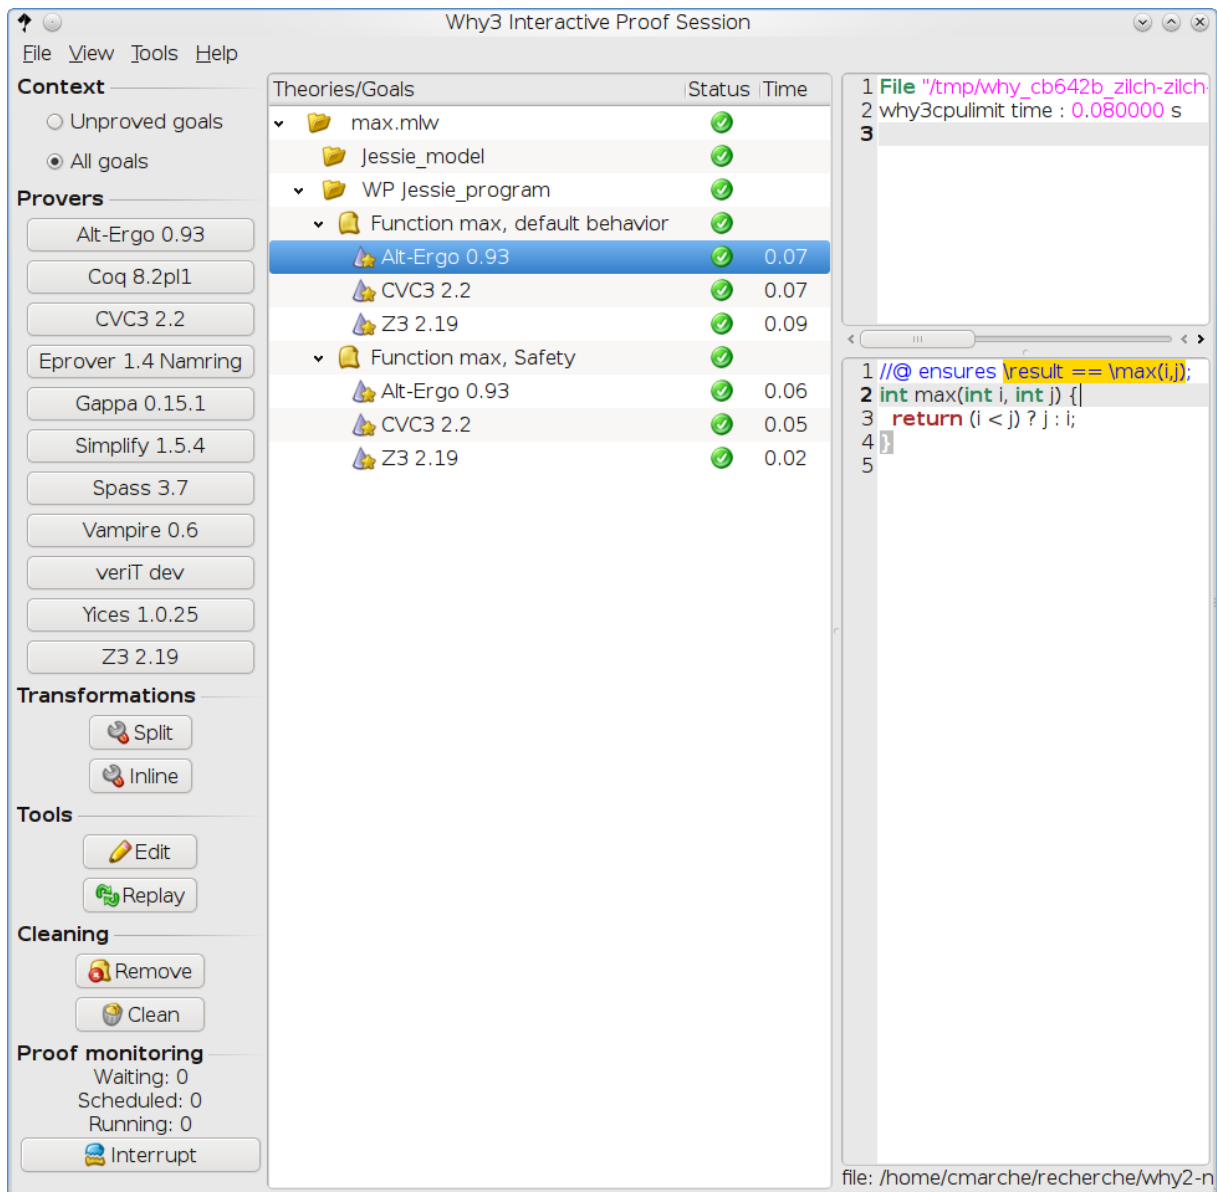 Why3 Interactive Proof Session
File View Tools Help
Context
Unproved goals
All goals
Provers
Alt-Ergo 0.93
Coq 8.2pl1
CVC3 2.2
Eprover 1.4 Namring
Gappa 0.15.1
Simplify 1.5.4
Spass 3.7
Vampire 0.6
veriT dev
Yices 1.0.25
Z3 2.19
Transformations
Split
Inline
Tools
Edit
Replay
Cleaning
Remove
Clean
Proof monitoring
Waiting: 0
Scheduled: 0
Running: 0
Interrupt
Theories/Goals Status Time
max.mlw
Jessie_model
WP Jessie_program
Function max, default behavior
Alt-Ergo 0.93 0.07
CVC3 2.2 0.07
Z3 2.19 0.09
Function max, Safety
Alt-Ergo 0.93 0.06
CVC3 2.2 0.05
Z3 2.19 0.02
1 File "/tmp/why_cb642b_zilch-zilch-
2 why3cpulimit time : 0.080000 s
3
1 //@ ensures \result == \max(i,j);
2 int max(int i, int j) {
3 return (i < j) ? j : i;
4 }
5
file: /home/cmarche/recherche/why2-n